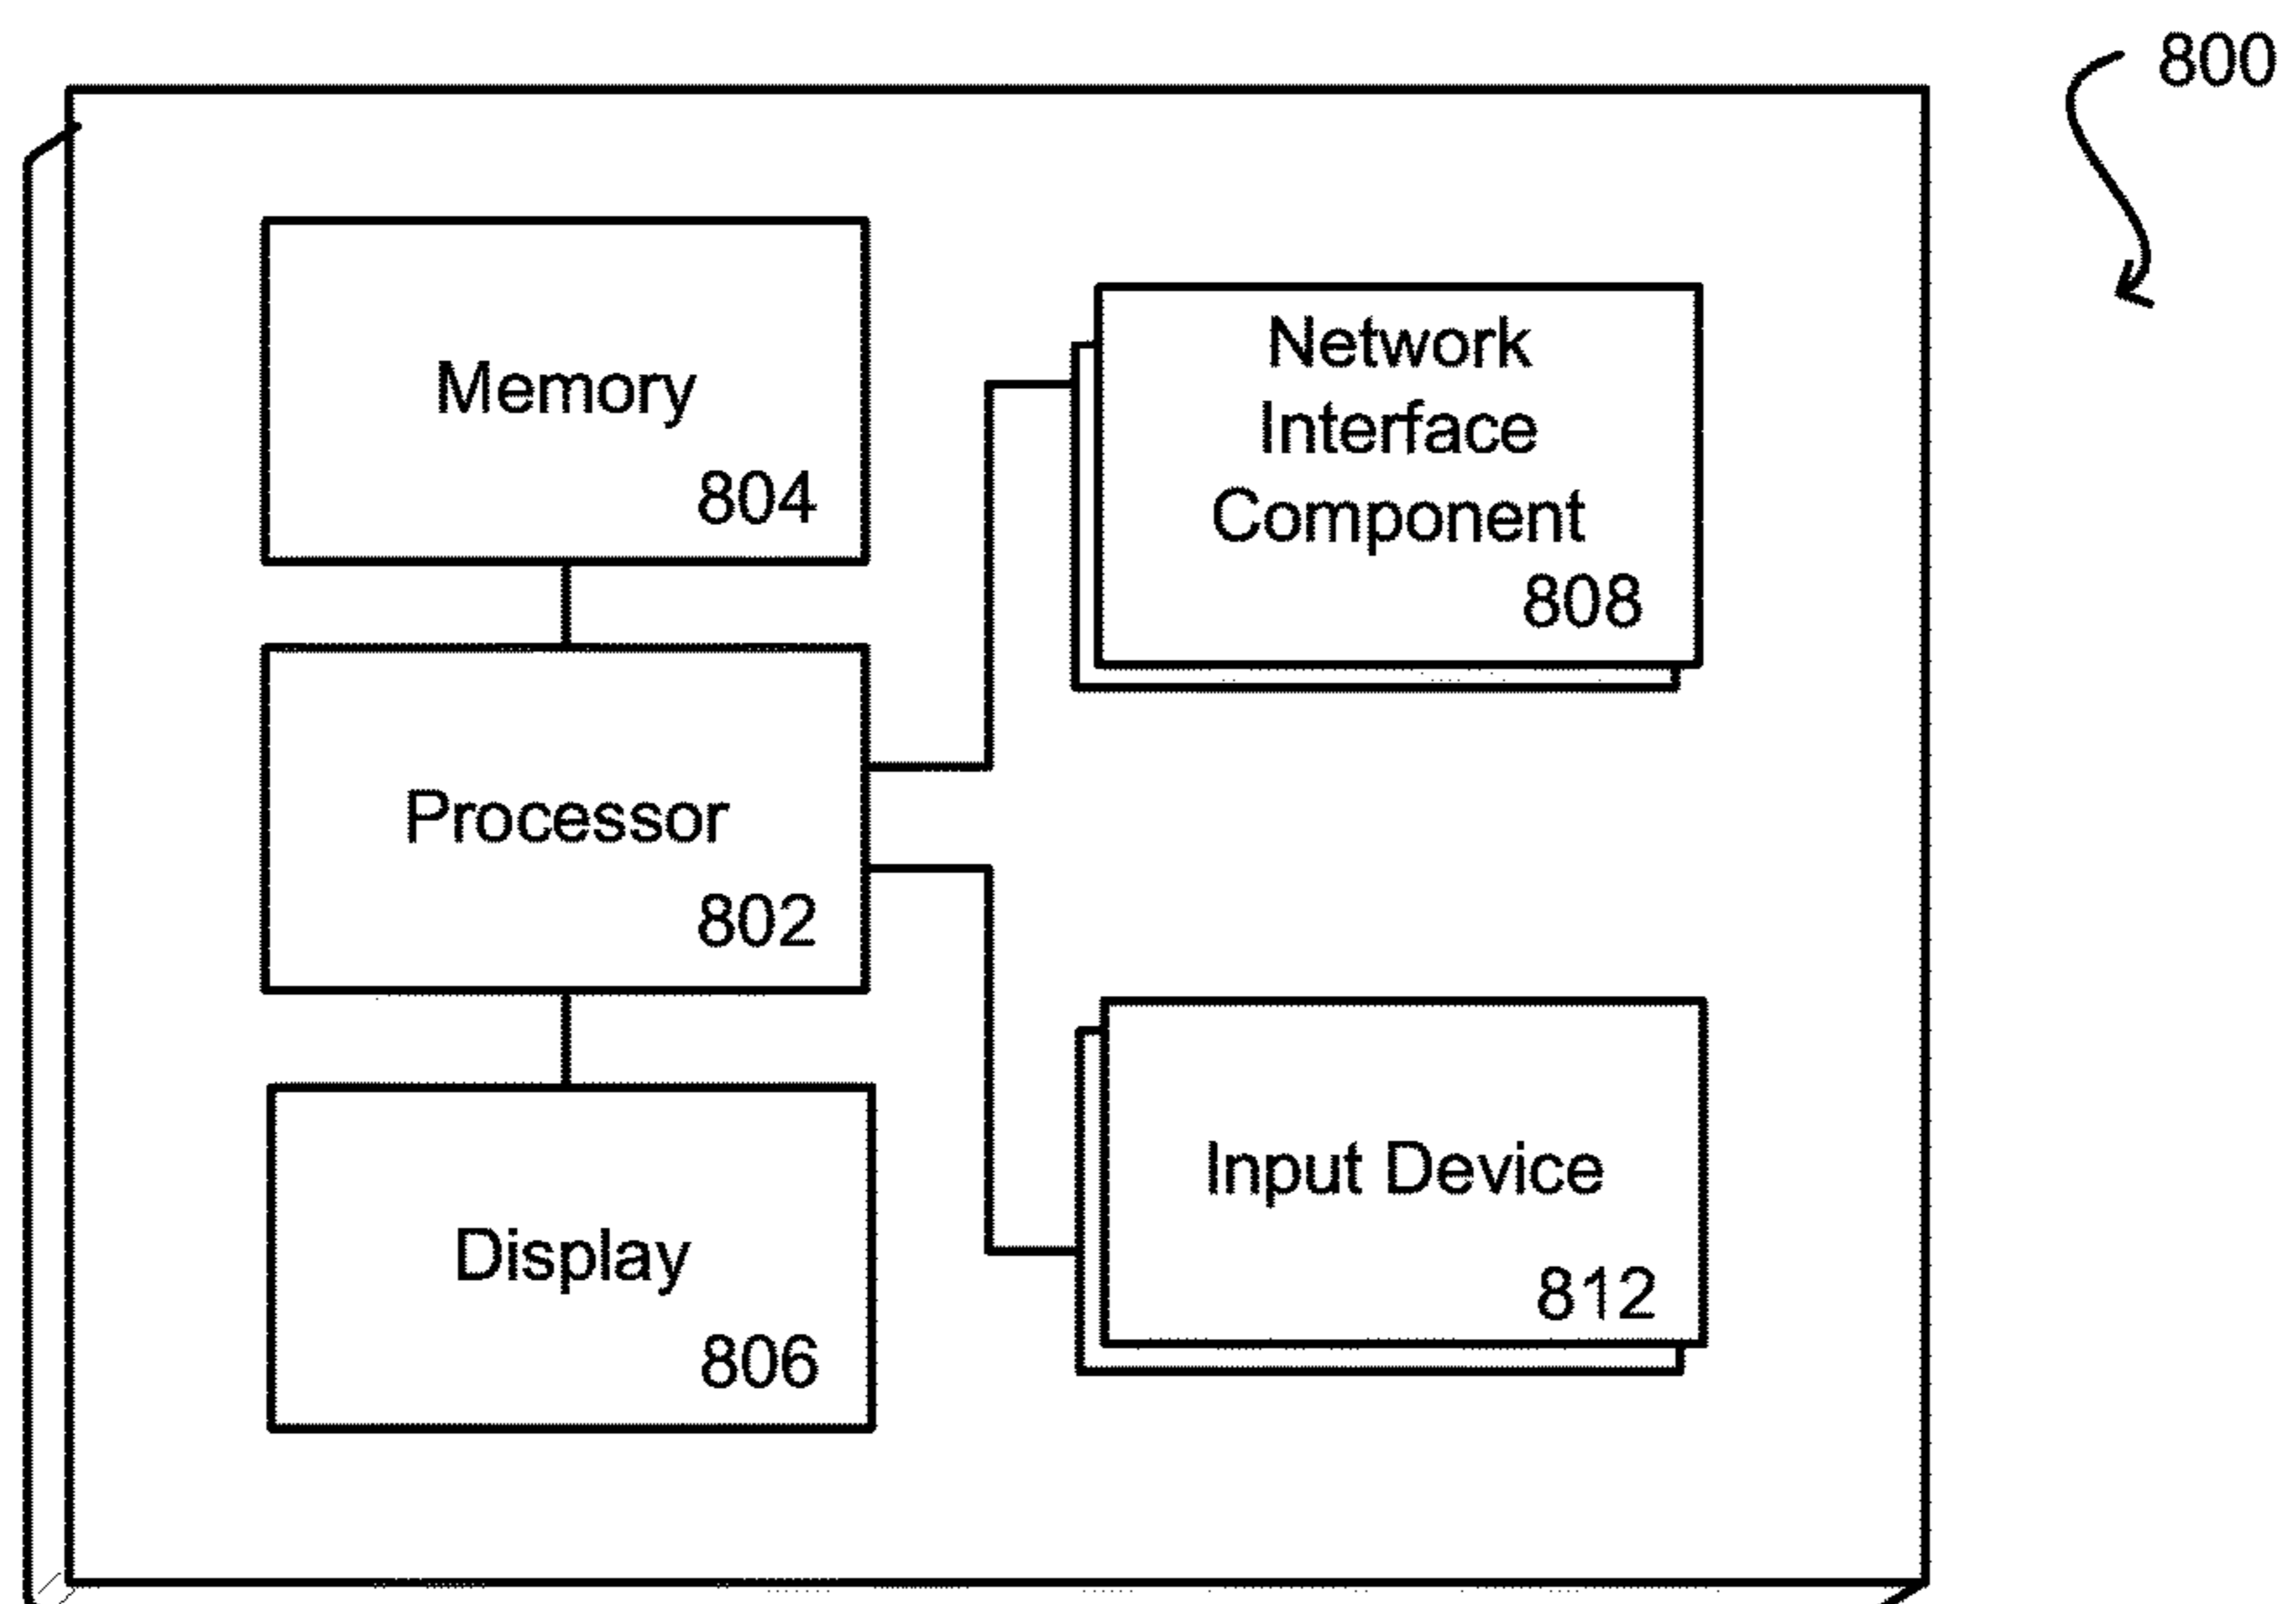 800
Memory
804
Network
Interface
Component
808
Processor
802
Input Device
812
Display
806